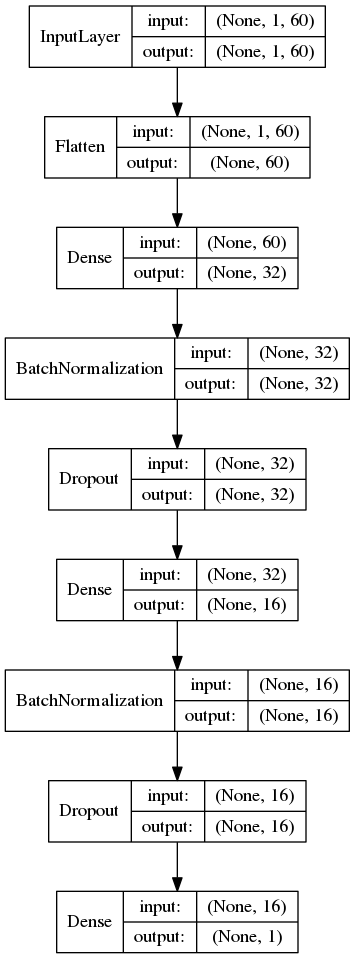 InputLayer
input: (None, 1, 60)
output: (None, 1, 60)
Flatten
input: (None, 1, 60)
output: (None, 60)
Dense
input: (None, 60)
output: (None, 32)
BatchNormalization
input: (None, 32)
output: (None, 32)
Dropout
input: (None, 32)
output: (None, 32)
Dense
input: (None, 32)
output: (None, 16)
BatchNormalization
input: (None, 16)
output: (None, 16)
Dropout
input: (None, 16)
output: (None, 16)
Dense
input: (None, 16)
output: (None, 1)